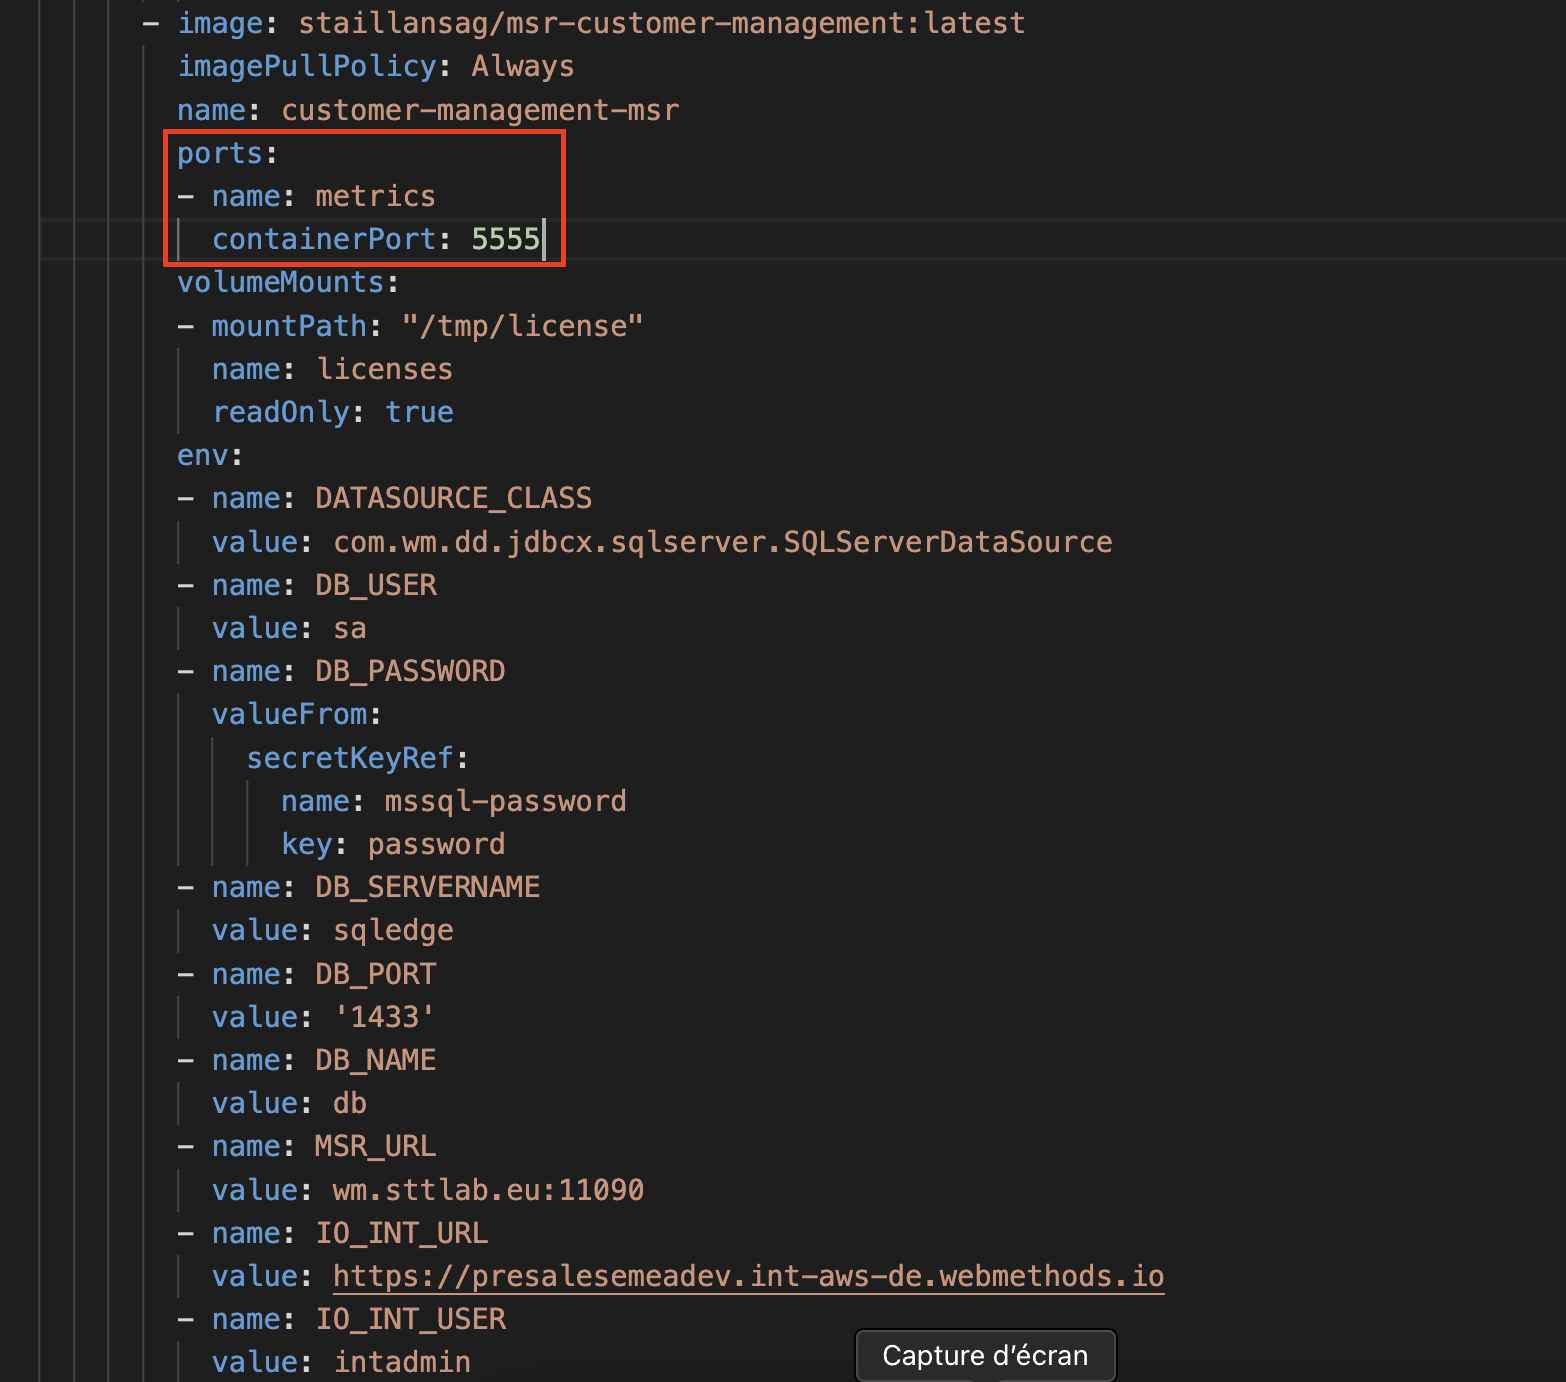 - image: staillansag/msr-customer-management:latest
imagePullPolicy: Always
name: customer-management-msr
ports:
- name: metrics
containerPort: 5555
volumeMounts:
- mountPath: "/tmp/license"
name: licenses
readOnly: true
env:
- name: DATASOURCE_CLASS
value: com.wm.dd.jdbcx.sqlserver.SQLServerDataSource
- name: DB_USER
value: sa
- name: DB_PASSWORD
valueFrom:
secretKeyRef:
name: mssql-password
key: password
- name: DB_SERVERNAME
value: sqledge
- name: DB_PORT
value: '1433'
- name: DB_NAME
value: db
- name: MSR_URL
value: wm.sttlab.eu:11090
- name: IO_INT_URL
value: https://presalesemeadev.int-aws-de.webmethods.io
- name: IO_INT_USER
value: intadmin
Capture d’écran